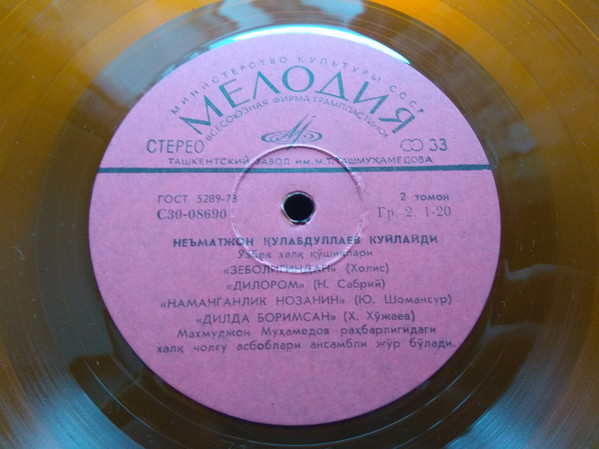 МИНИСТЕРСТВО КУЛЬТУРЫ СССР
МЕЛОДИЯ
ВСЕСОЮЗНАЯ ФИРМА ГРАМПЛАСТИНОК
СТЕРЕО 33
ТАШКЕНТСКИЙ ЗАВОД ИМ. М.Т. ТАШМУХАМЕДОВА
ГОСТ 5289-73 2 томон
С30-08690 Гр. 2. 1-20
НЕЪМАТЖОН ҚУЛАБДУЛЛАЕВ КУЙЛАЙДИ
Ўзбек халқ қўшиқлари
«ЗЕБОЛИГИНДАН» (Холис)
«ДИЛОРОМ» (Н. Сабрий)
«НАМАНГАНЛИК НОЗАНИН» (Ю. Шомансур)
«ДИЛДА БОРИМСАН» (Х. Хўжаев)
Махмуджон Муҳамедов раҳбарлигидаги
халқ чолғу асбоблари ансамбли жўр бўлади.